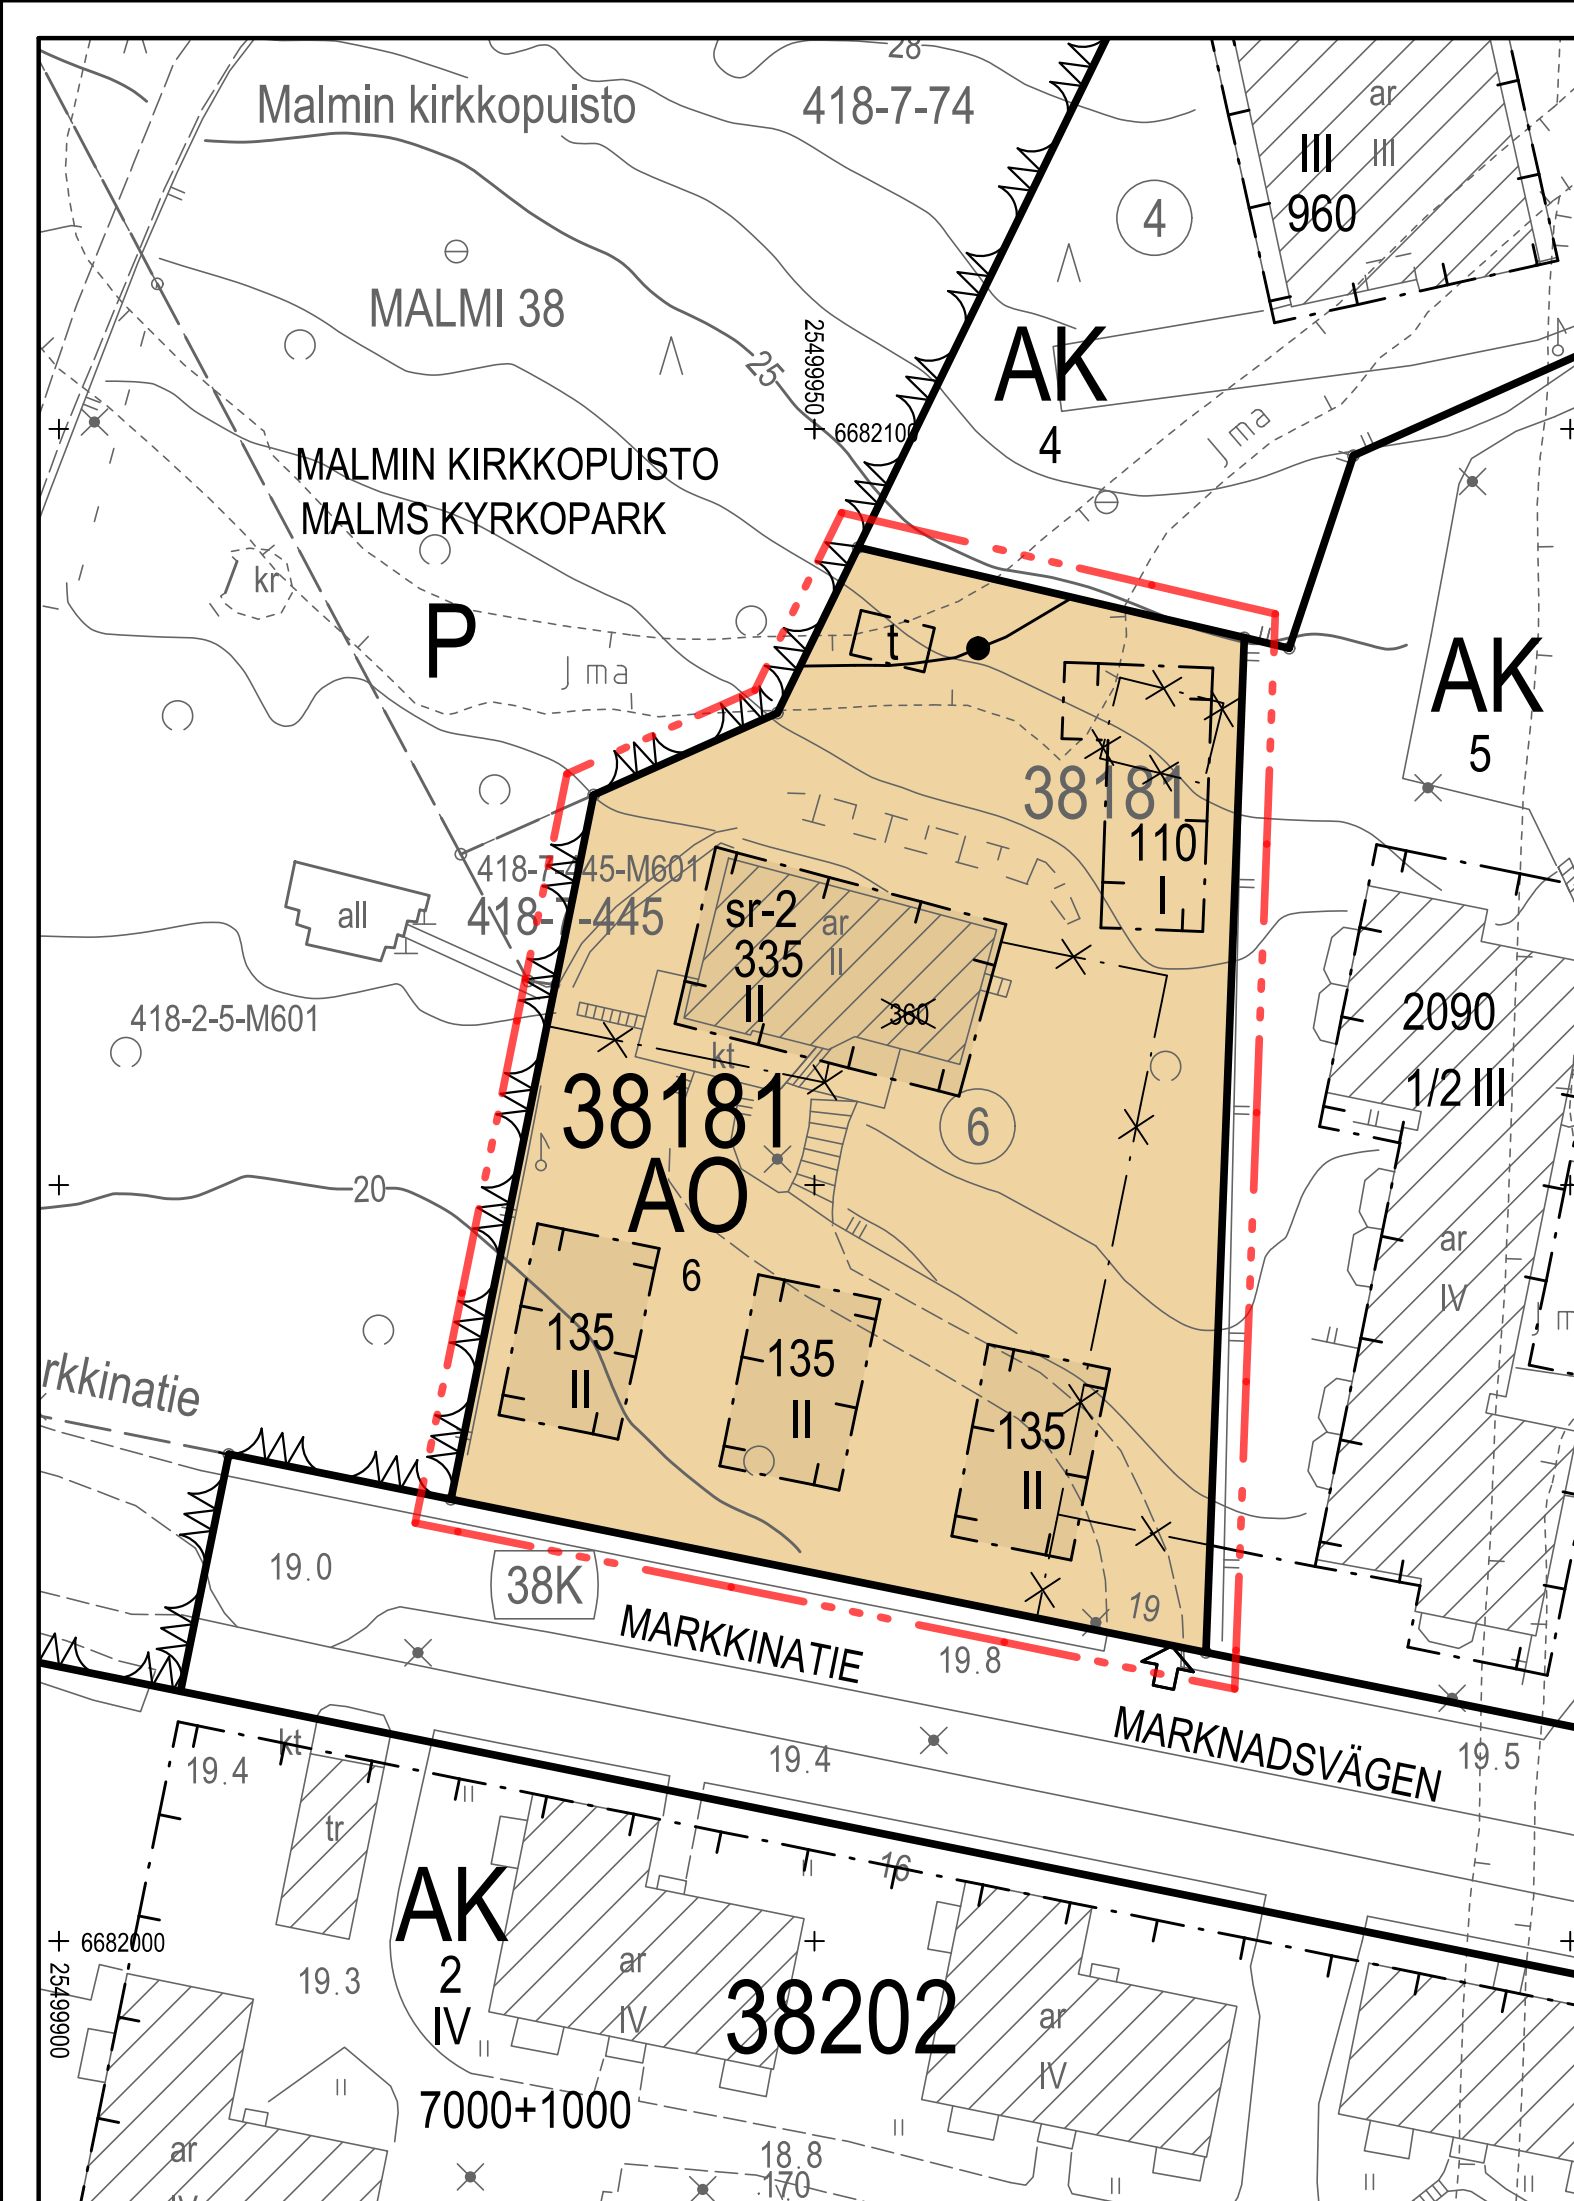 28
Malmin kirkkopuisto
418-7-74
ar
III
III
960
4
MALMI 38
25499950
25
6682100
AK
4
J ma
MALMIN KIRKKOPUISTO
MALMS KYRKOPARK
kr
P
J ma
t
AK
5
38181
110
I
418-7-445-M601
418-7-445
all
sr-2
ar
335
II
II
360
418-2-5-M601
2090
1/2 III
kt
38181
6
AO
6
20
ar
IV
135
II
135
II
135
II
rkkinatie
19.0
38K
MARKKINATIE
19
19.8
MARKNADSVÄGEN
19.5
19.4
kt
19.4
tr
16
AK
2
IV
7000+1000
6682000
25499900
19.3
ar
IV
38202
ar
IV
ar
IV
18.8
170